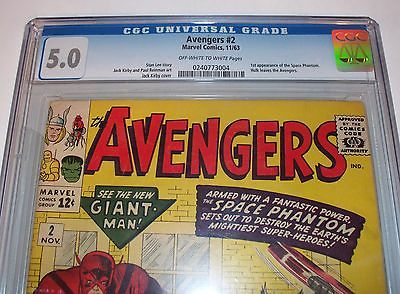 CGC UNIVERSAL GRADE
5.0
Avengers #2
Marvel Comics, 11/63
OFF-WHITE TO WHITE Pages
Stan Lee story
Jack Kirby and Paul Reinman art
Jack Kirby cover
1st appearance of the Space Phantom.
Hulk leaves the Avengers.
0240773004
CGC
the AVENGERS
IND.
APPROVED
BY THE
COMICS
CODE
AUTHORITY
MARVEL
COMICS
GROUP
12¢
2
NOV.
SEE THE NEW
GIANT-
MAN!
ARMED WITH A FANTASTIC POWER,
THE SPACE PHANTOM
SETS OUT TO DESTROY THE EARTH'S
MIGHTIEST SUPER-HEROES!